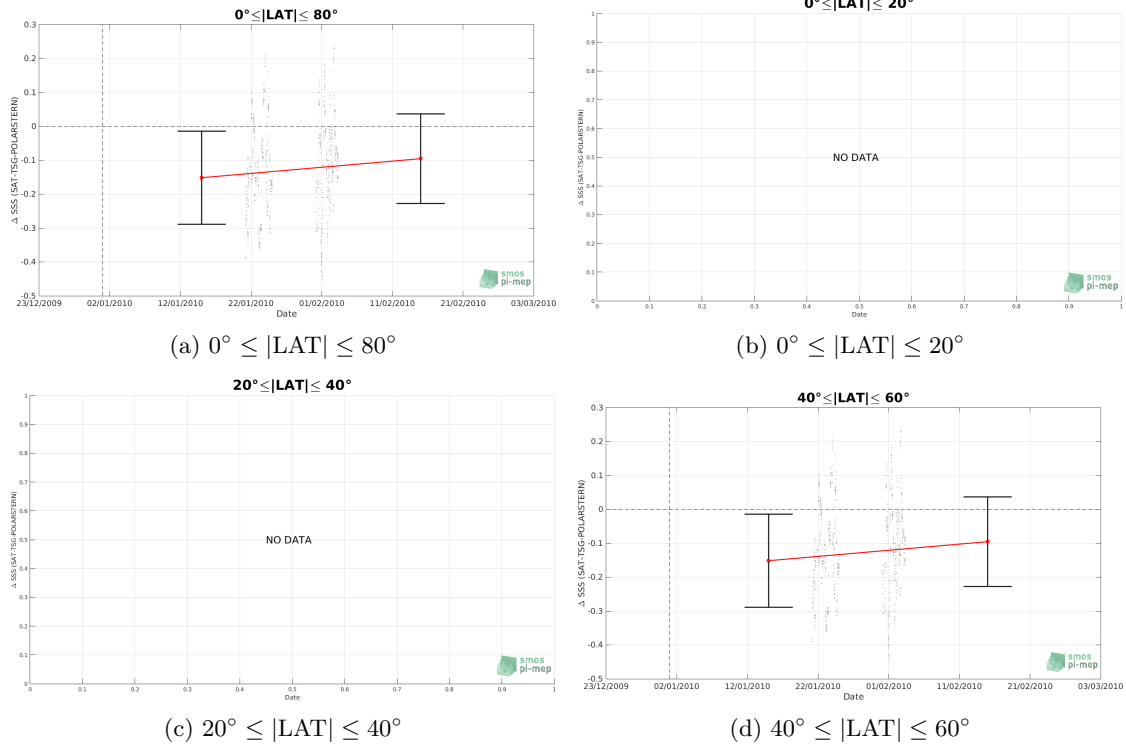 0°≤|LAT|≤ 80°
0.3
0.2
0.1
0
-0.1
-0.2
-0.3
-0.4
-0.5
Δ SSS (SAT-TSG-POLARSTERN)
23/12/2009 02/01/2010 12/01/2010 22/01/2010 01/02/2010 11/02/2010 21/02/2010 03/03/2010
Date
smos
pi-mep
(a) 0° ≤ |LAT| ≤ 80°
0°≤|LAT|≤ 20°
1
0.9
0.8
0.7
0.6
0.5
0.4
0.3
0.2
0.1
0
Δ SSS (SAT-TSG-POLARSTERN)
NO DATA
0 0.1 0.2 0.3 0.4 0.5 0.6 0.7 0.8 0.9 1
Date
smos
pi-mep
(b) 0° ≤ |LAT| ≤ 20°
20°≤|LAT|≤ 40°
1
0.9
0.8
0.7
0.6
0.5
0.4
0.3
0.2
0.1
0
Δ SSS (SAT-TSG-POLARSTERN)
NO DATA
0 0.1 0.2 0.3 0.4 0.5 0.6 0.7 0.8 0.9 1
Date
smos
pi-mep
(c) 20° ≤ |LAT| ≤ 40°
40°≤|LAT|≤ 60°
0.3
0.2
0.1
0
-0.1
-0.2
-0.3
-0.4
-0.5
Δ SSS (SAT-TSG-POLARSTERN)
23/12/2009 02/01/2010 12/01/2010 22/01/2010 01/02/2010 11/02/2010 21/02/2010 03/03/2010
Date
smos
pi-mep
(d) 40° ≤ |LAT| ≤ 60°